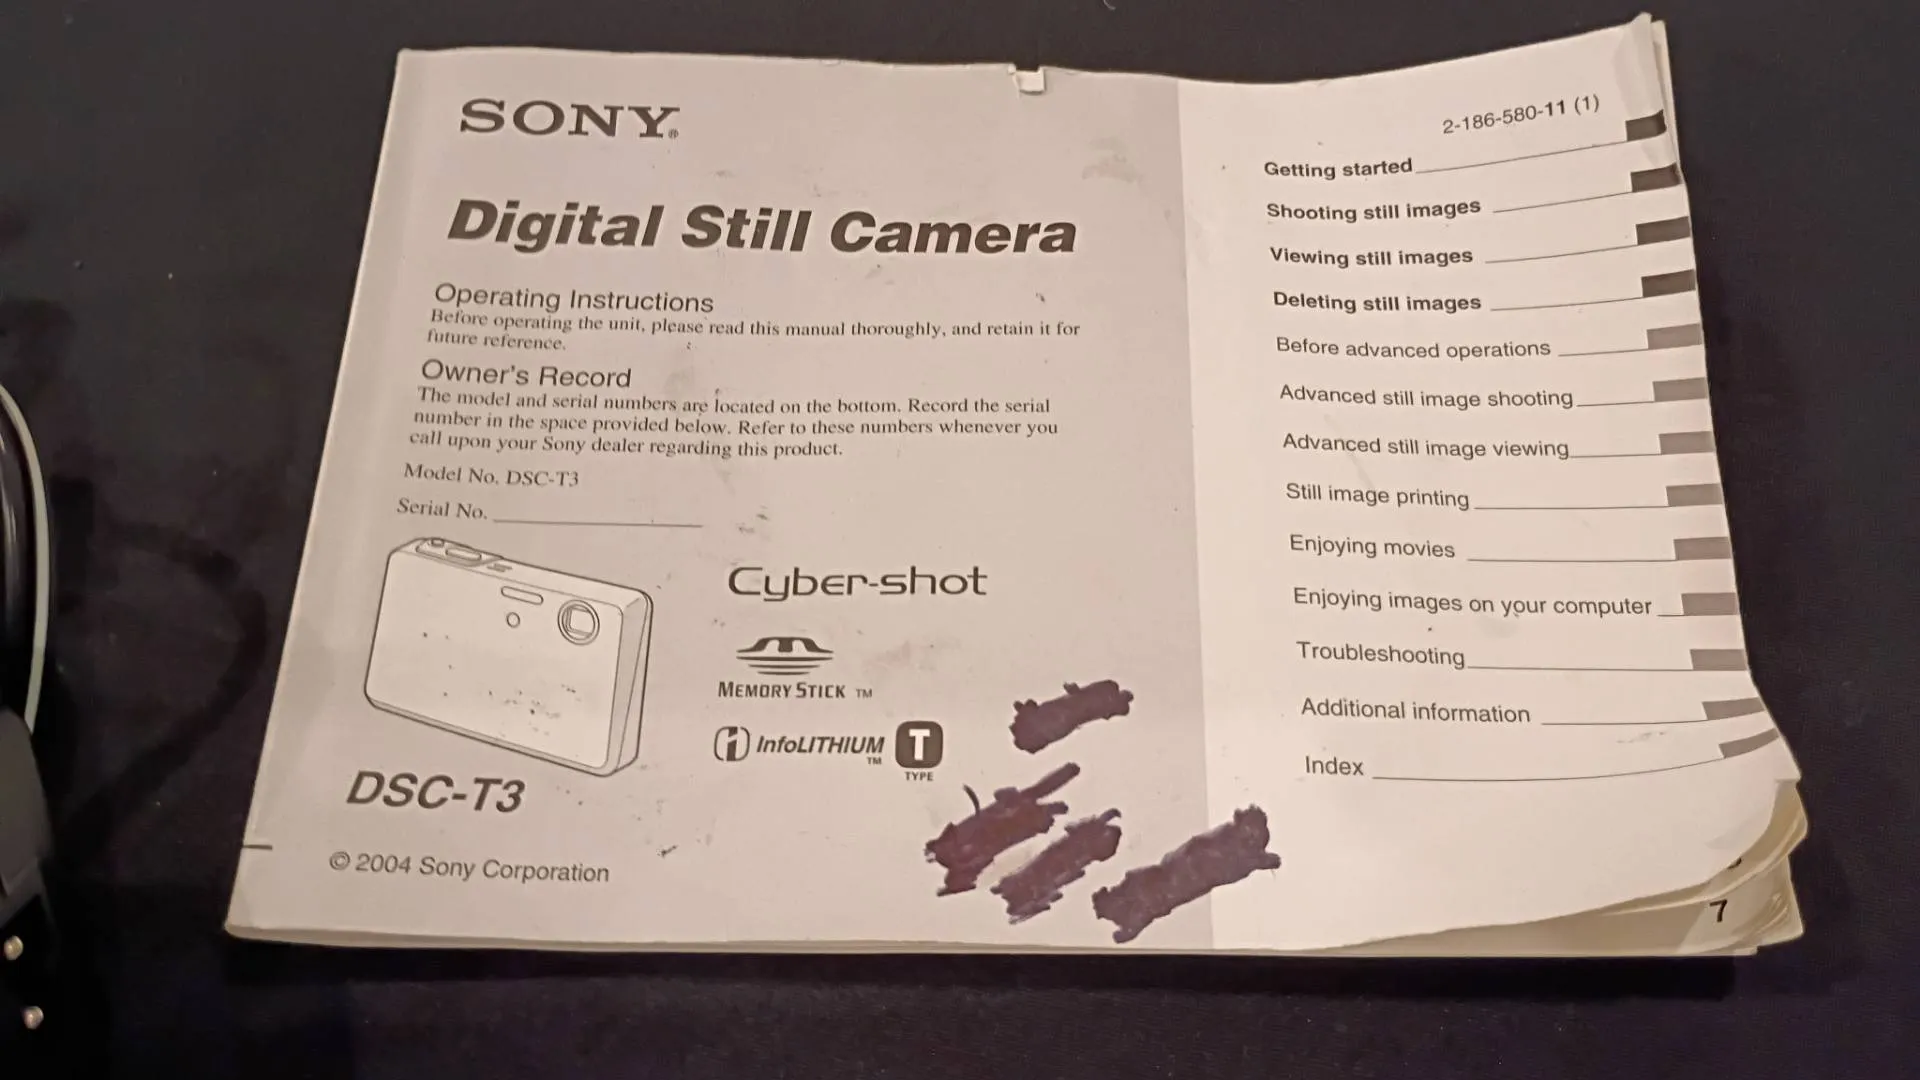 SONY®
Digital Still Camera
Operating Instructions
Before operating the unit, please read this manual thoroughly, and retain it for
future reference.
Owner's Record
The model and serial numbers are located on the bottom. Record the serial
number in the space provided below. Refer to these numbers whenever you
call upon your Sony dealer regarding this product.
Model No. DSC-T3
Serial No.
Cyber-shot
MEMORY STICK TM
InfoLITHIUM TM T
TYPE
DSC-T3
© 2004 Sony Corporation
2-186-580-11 (1)
Getting started
Shooting still images
Viewing still images
Deleting still images
Before advanced operations
Advanced still image shooting
Advanced still image viewing
Still image printing
Enjoying movies
Enjoying images on your computer
Troubleshooting
Additional information
Index
7